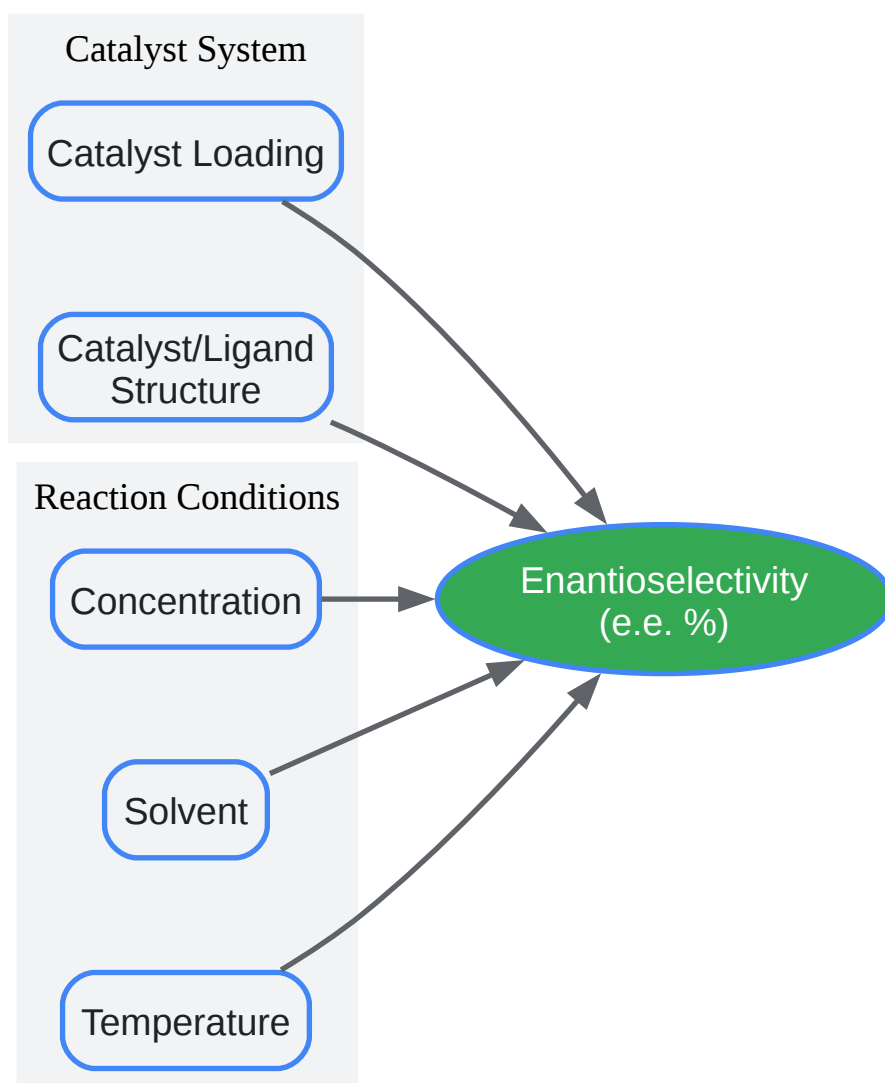 Catalyst System
Catalyst Loading
Catalyst/Ligand
Structure
Reaction Conditions
Concentration
Solvent
Temperature
Enantioselectivity
(e.e. %)